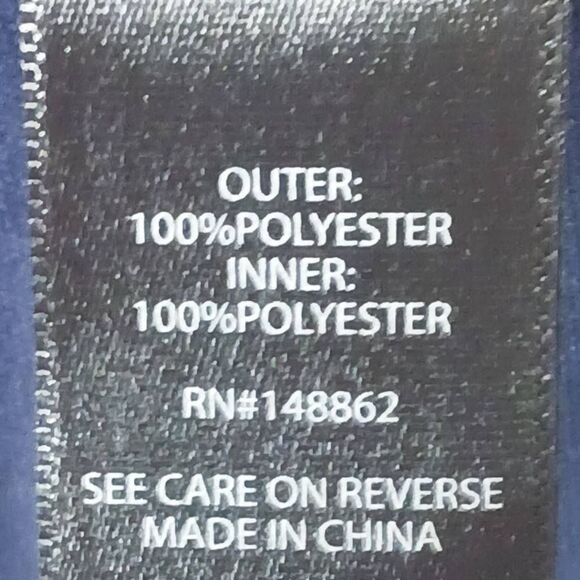 OUTER:
100%POLYESTER
INNER:
100%POLYESTER
RN#148862
SEE CARE ON REVERSE
MADE IN CHINA